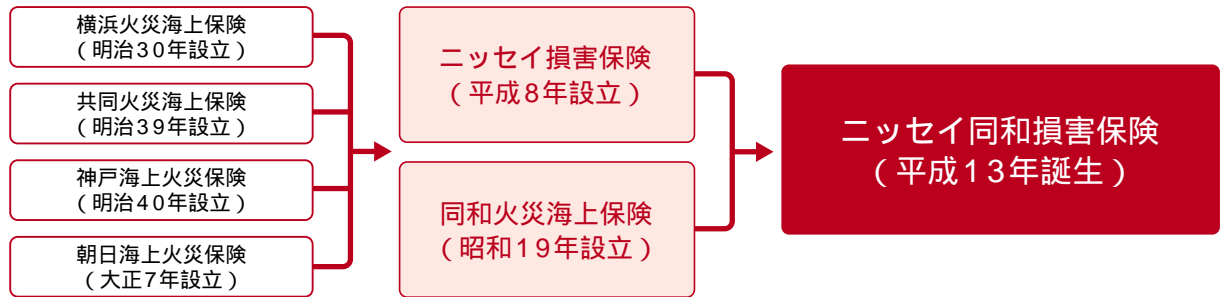 横浜火災海上保険
(明治30年設立)
共同火災海上保険
(明治39年設立)
神戸海上火災保険
(明治40年設立)
朝日海上火災保険
(大正7年設立)
ニッセイ損害保険
(平成8年設立)
同和火災海上保険
(昭和19年設立)
ニッセイ同和損害保険
(平成13年誕生)